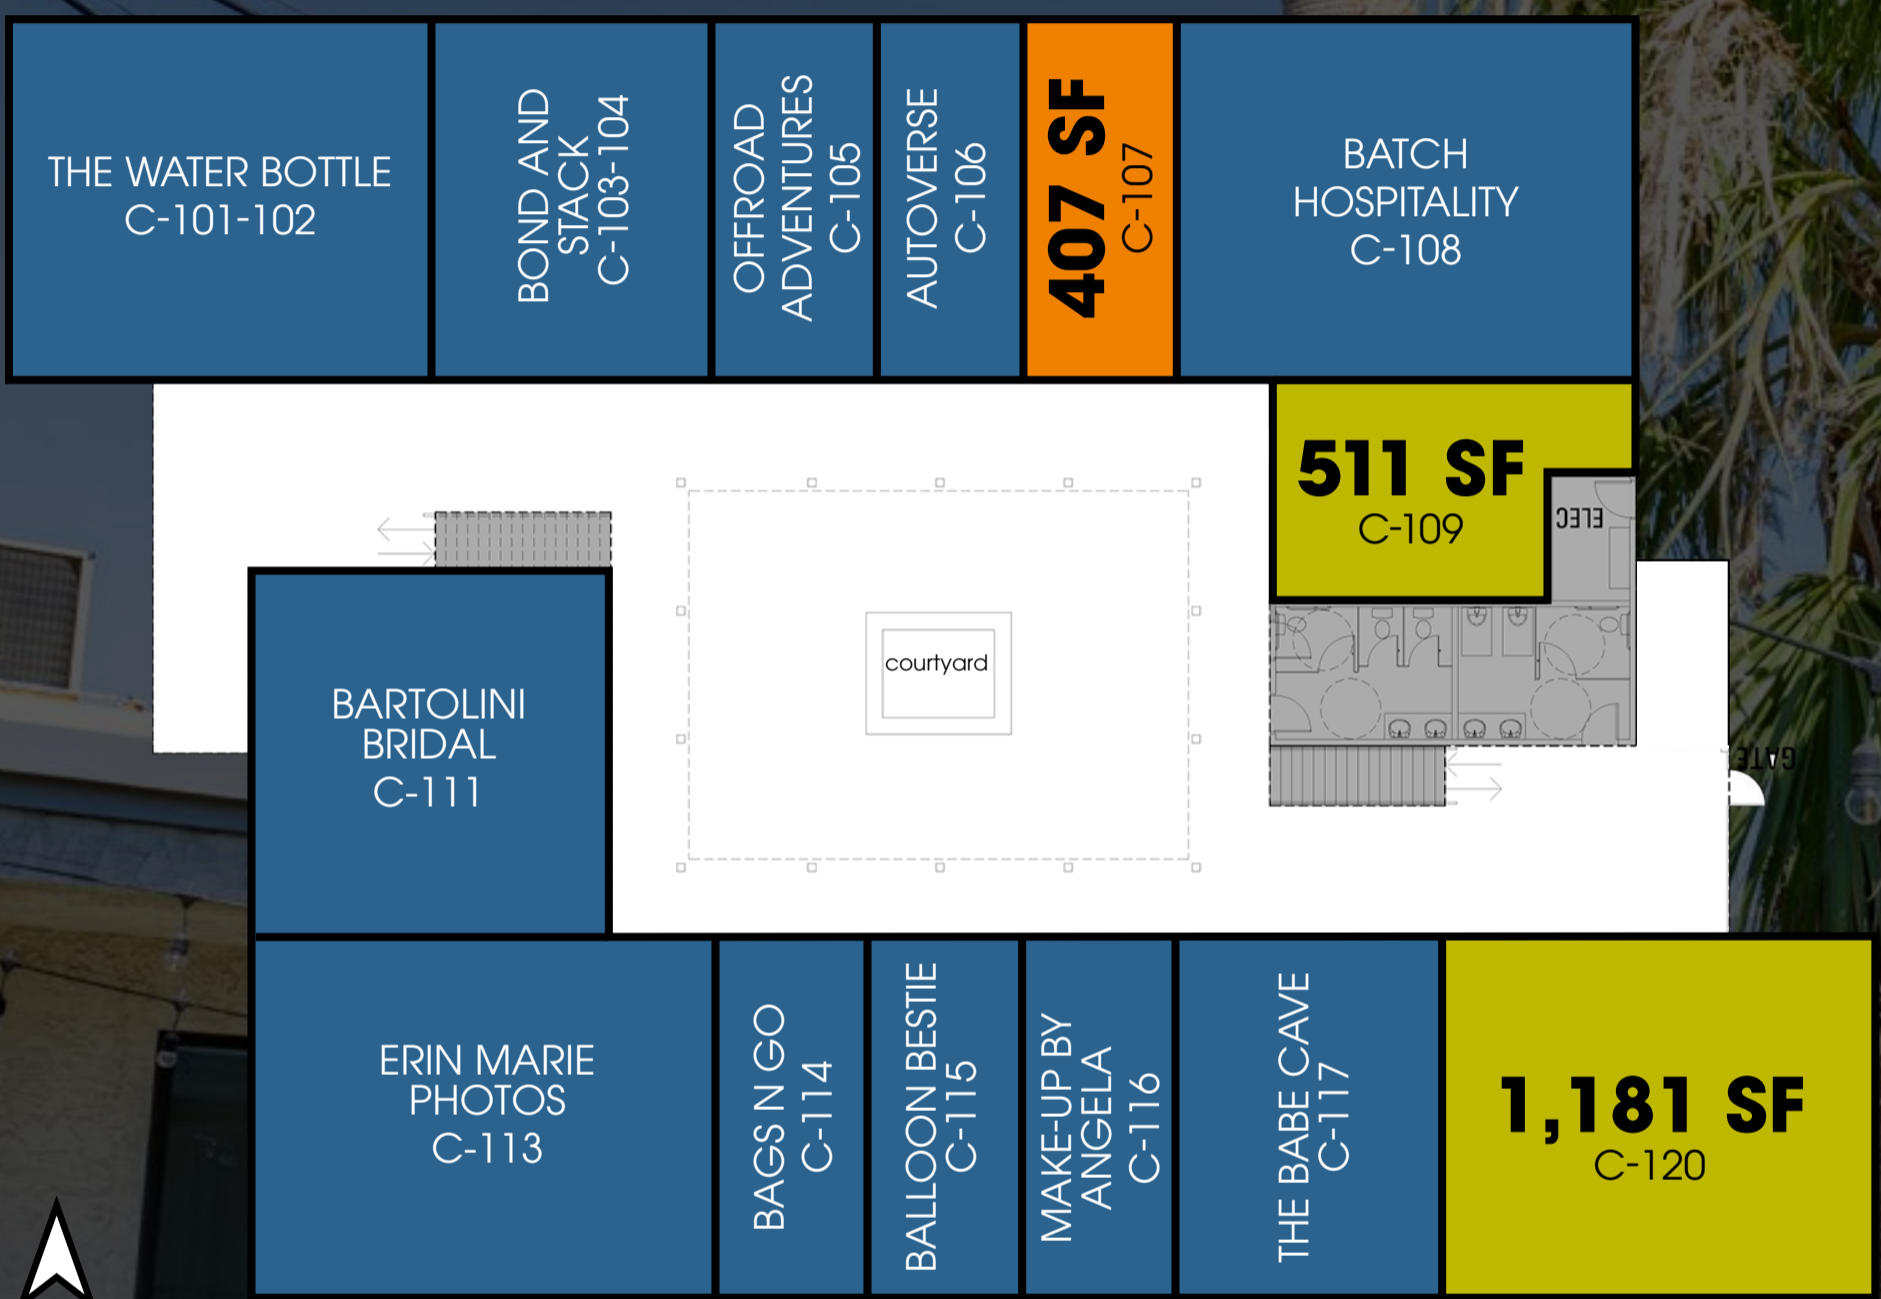 THE WATER BOTTLE
C-101-102
BOND AND
STACK
C-103-104
OFFROAD
ADVENTURES
C-105
AUTOVERSE
C-106
407 SF
C-107
BATCH
HOSPITALITY
C-108
511 SF
C-109
ELEC
courtyard
BARTOLINI
BRIDAL
C-111
GATE
ERIN MARIE
PHOTOS
C-113
BAGS N GO
C-114
BALLOON BESTIE
C-115
MAKE-UP BY
ANGELA
C-116
THE BABE CAVE
C-117
1,181 SF
C-120